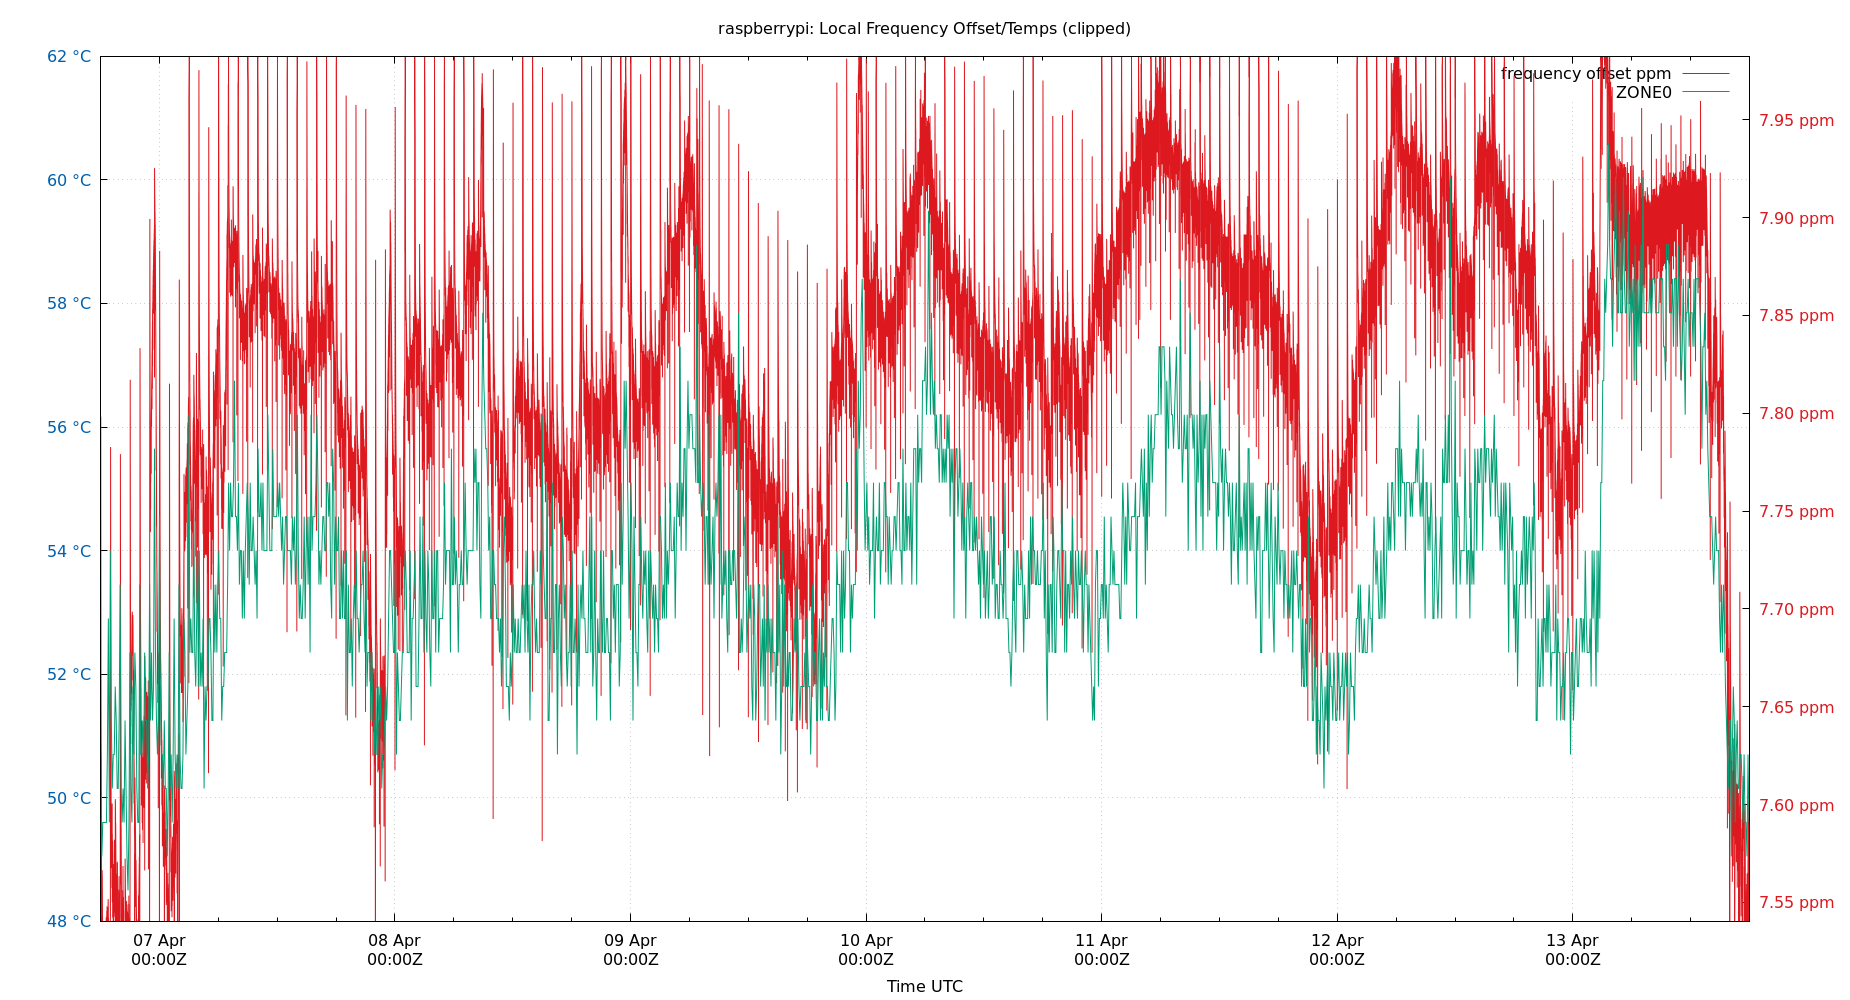 raspberrypi: Local Frequency Offset/Temps (clipped)
62 °C
60 °C
58 °C
56 °C
54 °C
52 °C
50 °C
48 °C
frequency offset ppm
ZONE0
7.95 ppm
7.90 ppm
7.85 ppm
7.80 ppm
7.75 ppm
7.70 ppm
7.65 ppm
7.60 ppm
7.55 ppm
07 Apr
00:00Z
08 Apr
00:00Z
09 Apr
00:00Z
10 Apr
00:00Z
11 Apr
00:00Z
12 Apr
00:00Z
13 Apr
00:00Z
Time UTC